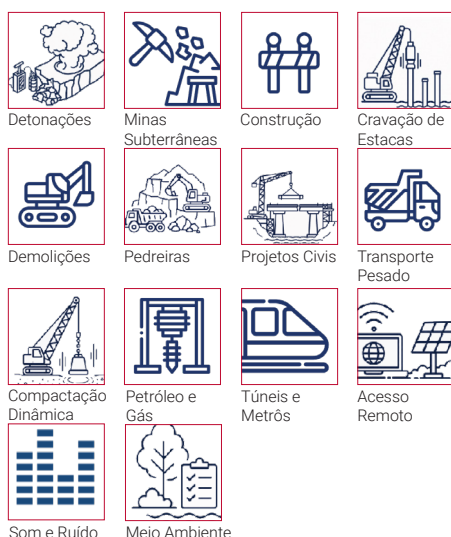 Detonações
Minas
Subterrâneas
Construção
Cravação de
Estacas
Demolições
Pedreiras
Projetos Civis
Transporte
Pesado
Compactação
Dinâmica
Petróleo e
Gás
Túneis e
Metrôs
Acesso
Remoto
Som e Ruído
Meio Ambiente